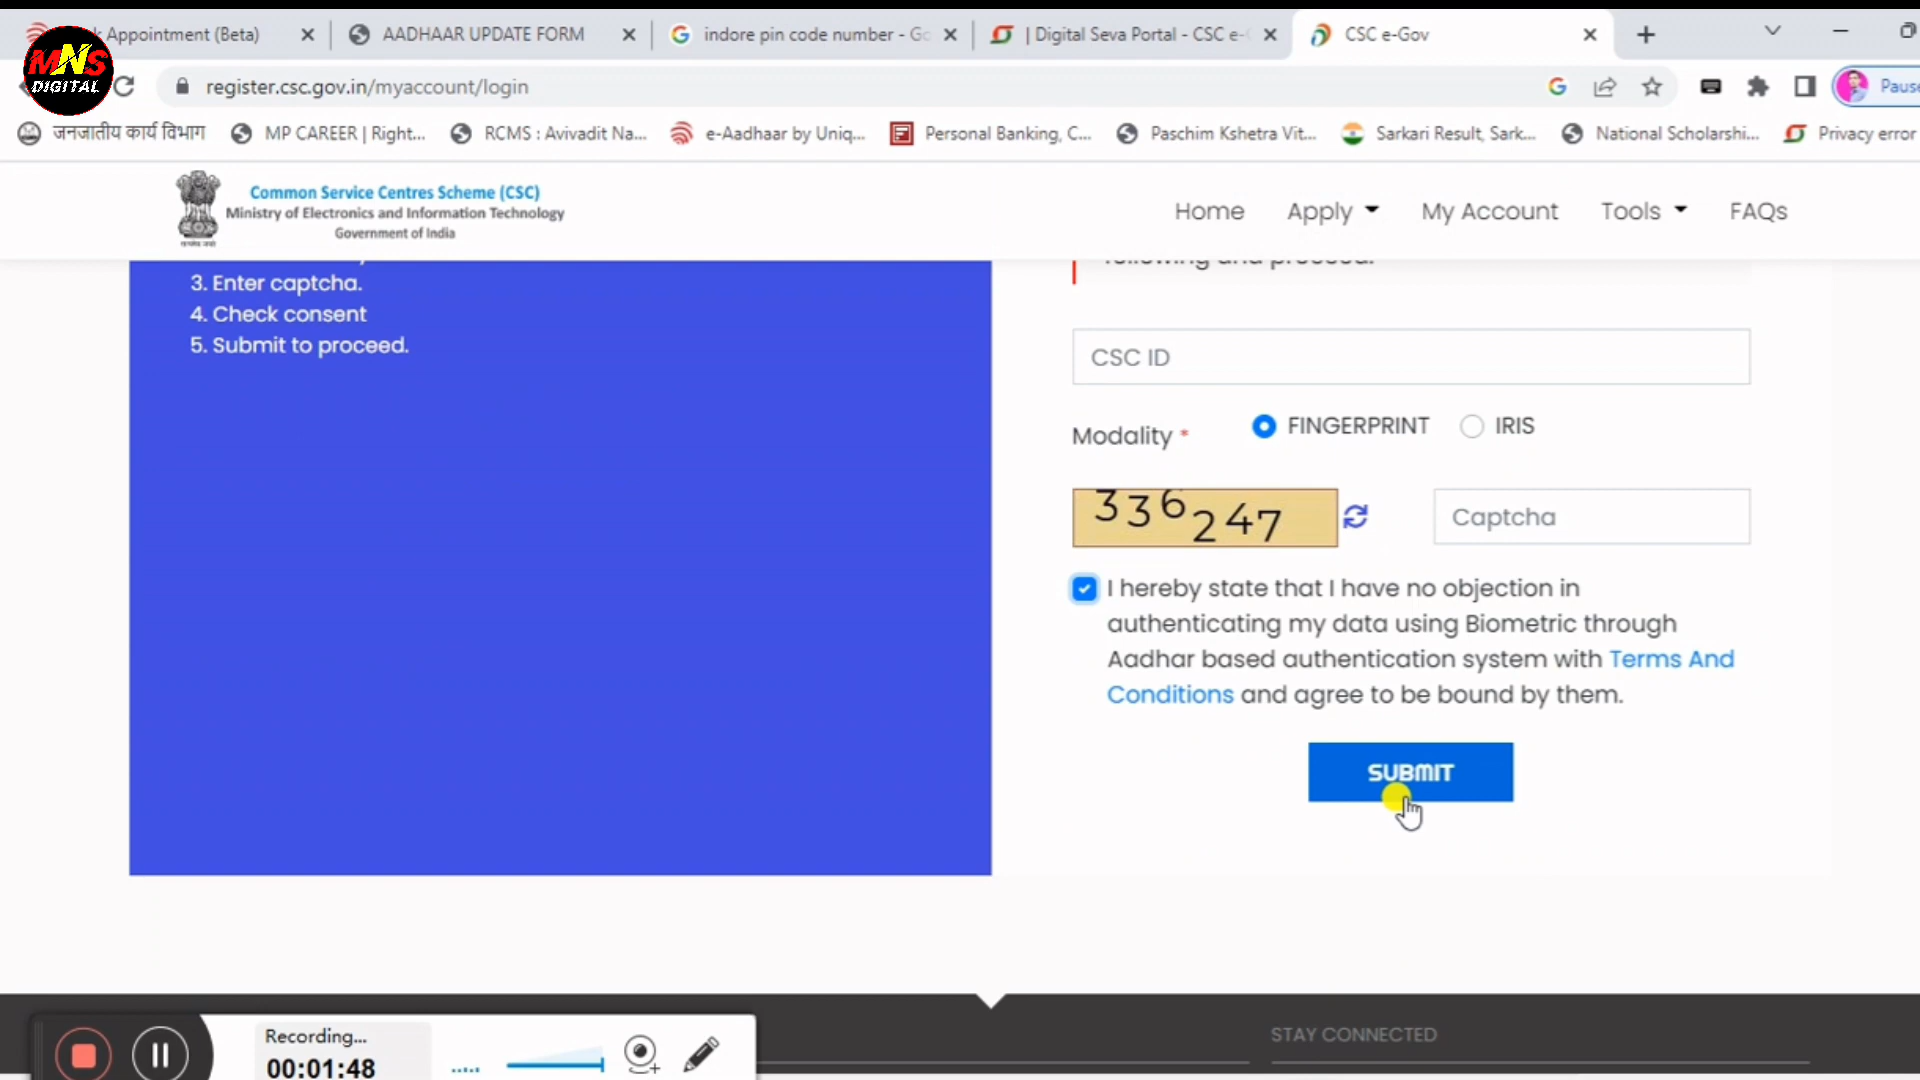 MNS
DIGITAL
Appointment (Beta)
AADHAAR UPDATE FORM
indore pin code number - Go
| Digital Seva Portal - CSC e-G
CSC e-Gov
register.csc.gov.in/myaccount/login
Pause
जनजातीय कार्य विभाग
MP CAREER | Right...
RCMS : Avivadit Na...
e-Aadhaar by Uniq...
Personal Banking, C...
Paschim Kshetra Vit...
Sarkari Result, Sark...
National Scholarshi...
Privacy error
Common Service Centres Scheme (CSC)
Ministry of Electronics and Information Technology
Government of India
Home
Apply
My Account
Tools
FAQs
3. Enter captcha.
4. Check consent
5. Submit to proceed.
following and proceed.
CSC ID
Modality *
FINGERPRINT
IRIS
336247
Captcha
I hereby state that I have no objection in
authenticating my data using Biometric through
Aadhar based authentication system with Terms And
Conditions and agree to be bound by them.
SUBMIT
STAY CONNECTED
Recording...
00:01:48